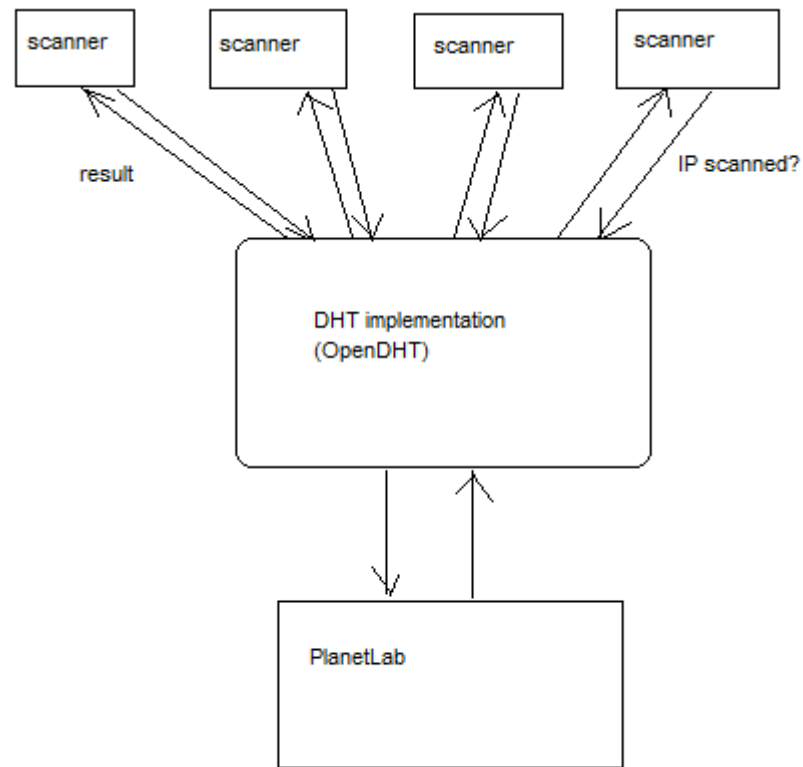 scanner
scanner
scanner
scanner
result
IP scanned?
DHT implementation
(OpenDHT)
PlanetLab